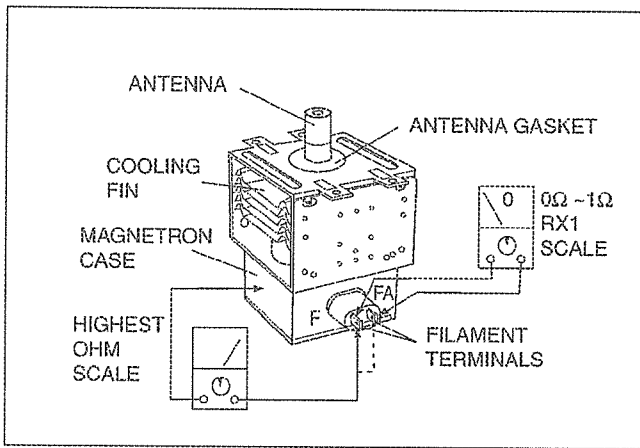 ANTENNA
ANTENNA GASKET
COOLING
FIN
0
0Ω ~1Ω
RX1
SCALE
MAGNETRON
CASE
F
FA
HIGHEST
OHM
SCALE
FILAMENT
TERMINALS